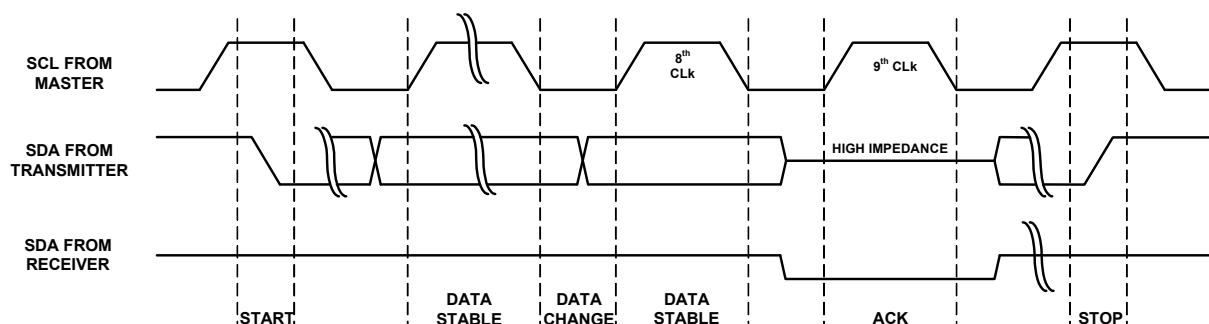 SCL FROM
MASTER
8th
CLk
9th CLk
SDA FROM
TRANSMITTER
HIGH IMPEDANCE
SDA FROM
RECEIVER
START
DATA
STABLE
DATA
CHANGE
DATA
STABLE
ACK
STOP